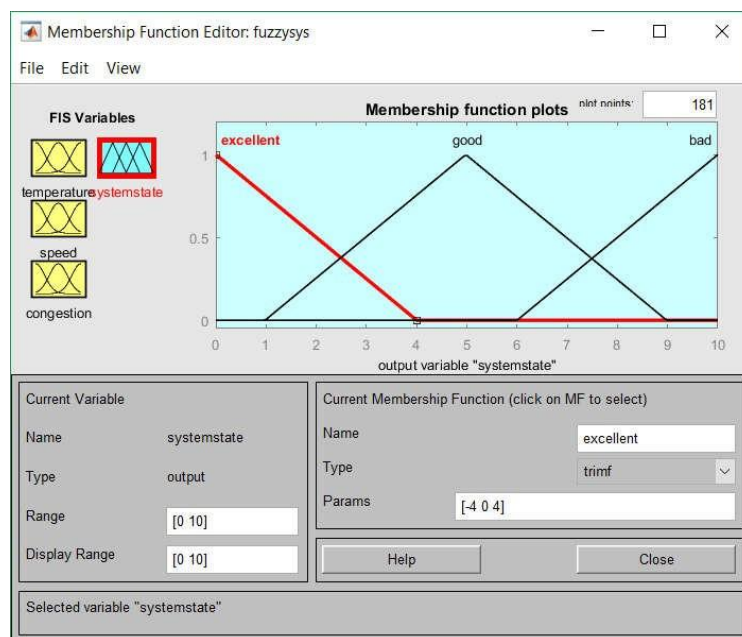 Membership Function Editor: fuzzysys
File Edit View
FIS Variables
temperature
systemstate
speed
congestion
Membership function plots
plot points:
181
excellent
good
bad
1
0.5
0
0 1 2 3 4 5 6 7 8 9 10
output variable "systemstate"
Current Variable
Name systemstate
Type output
Range [0 10]
Display Range [0 10]
Current Membership Function (click on MF to select)
Name excellent
Type trimf
Params [-4 0 4]
Help Close
Selected variable "systemstate"